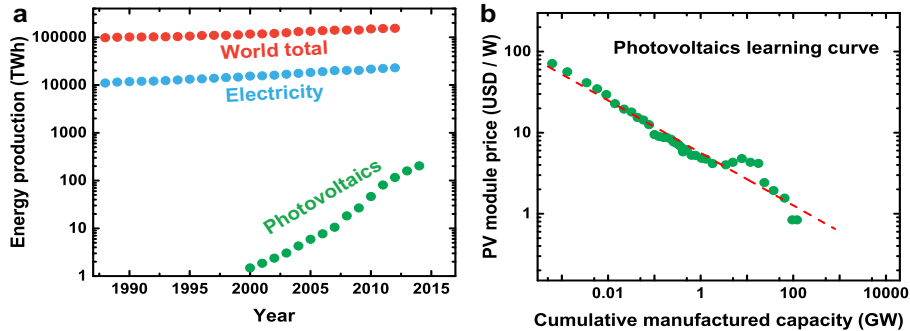 a
Energy production (TWh)
100000
10000
1000
100
10
1
World total
Electricity
Photovoltaics
1990
1995
2000
2005
2010
2015
Year
b
PV module price (USD / W)
100
10
1
Photovoltaics learning curve
0.01
1
100
10000
Cumulative manufactured capacity (GW)